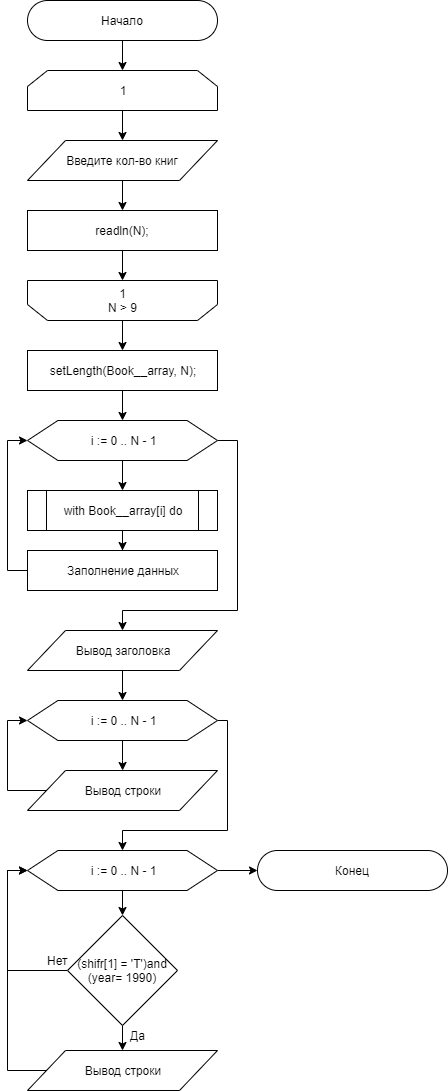 Начало
1
Введите кол-во книг
readln(N);
1
N > 9
setLength(Book__array, N);
i := 0 .. N - 1
with Book__array[i] do
Заполнение данных
Вывод заголовка
i := 0 .. N - 1
Вывод строки
i := 0 .. N - 1
Конец
Нет
(shifr[1] = 'T')and
(year= 1990)
Да
Вывод строки